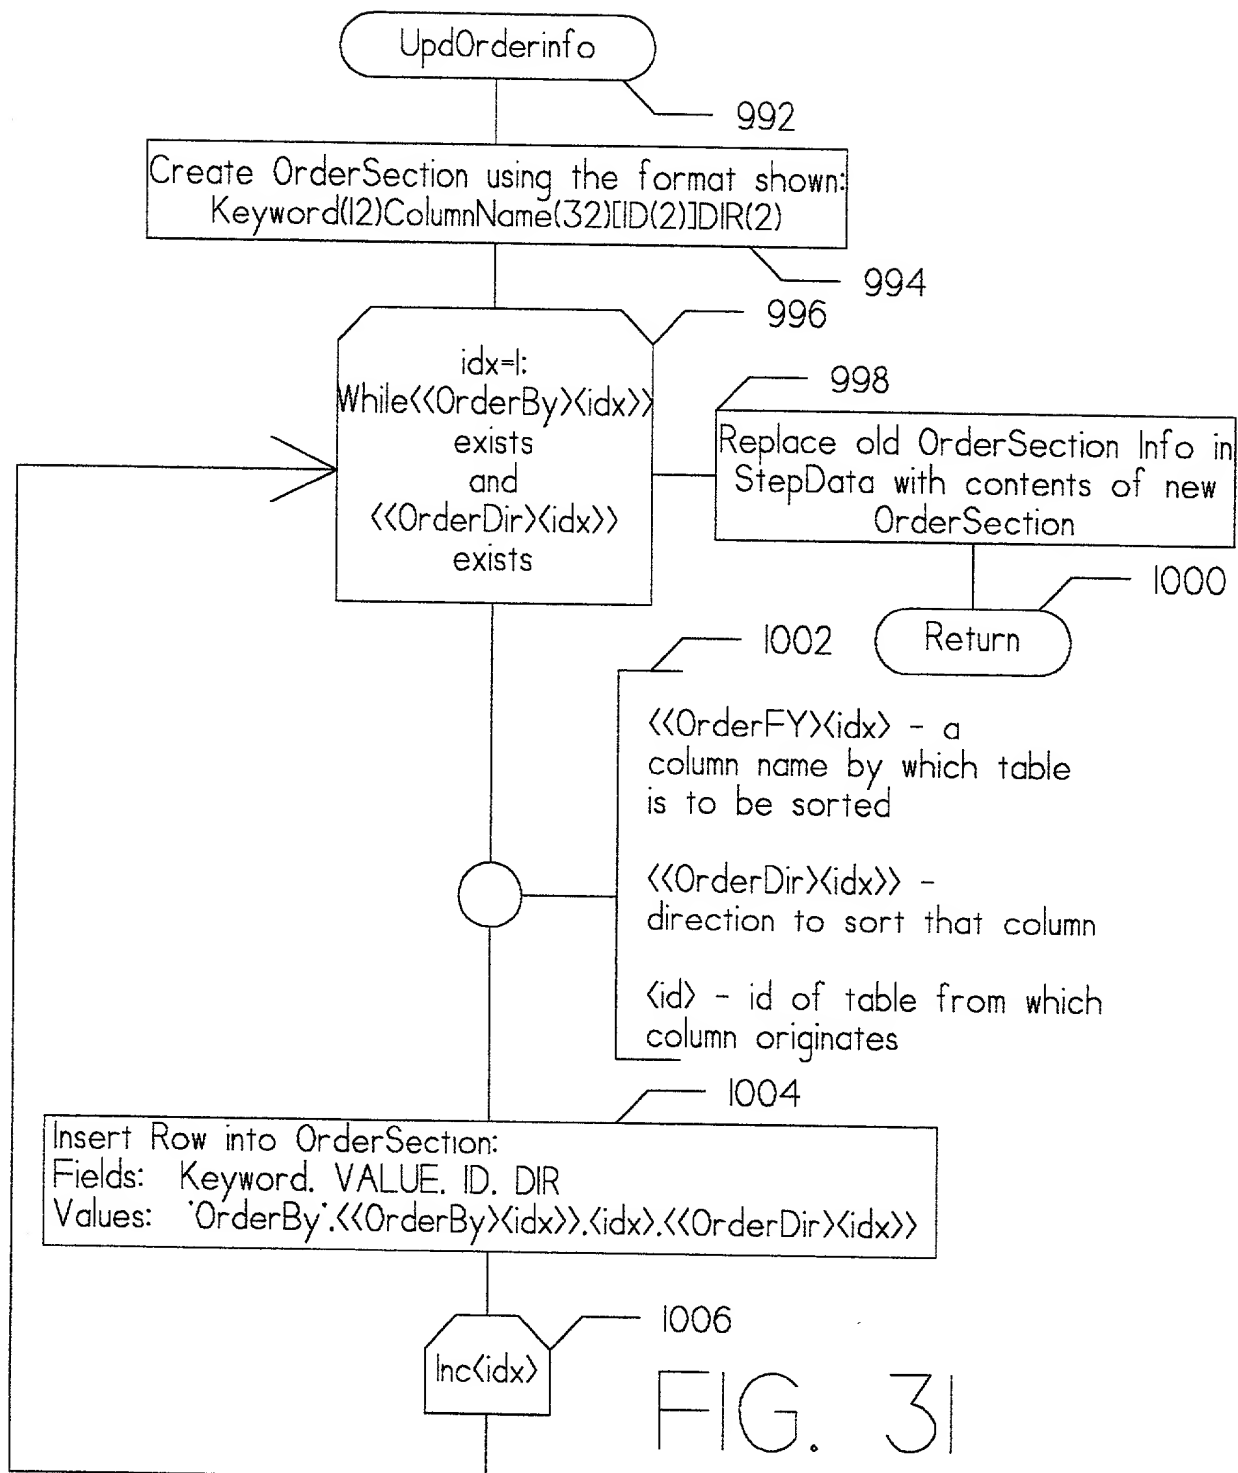 UpdOrderinfo
992
Create OrderSection using the format shown:
Keyword(12)ColumnName(32)[ID(2)]DIR(2)
994
996
idx=1:
While<<OrderBy><idx>>
exists
and
<<OrderDir><idx>>
exists
998
Replace old OrderSection Info in
StepData with contents of new
OrderSection
1000
Return
1002
<<OrderFY><idx> - a
column name by which table
is to be sorted
<<OrderDir><idx>> -
direction to sort that column
<id> - id of table from which
column originates
1004
Insert Row into OrderSection:
Fields: Keyword, VALUE, ID, DIR
Values: 'OrderBy',<<OrderBy><idx>>,<idx>,<<OrderDir><idx>>
1006
Inc<idx>
FIG. 31